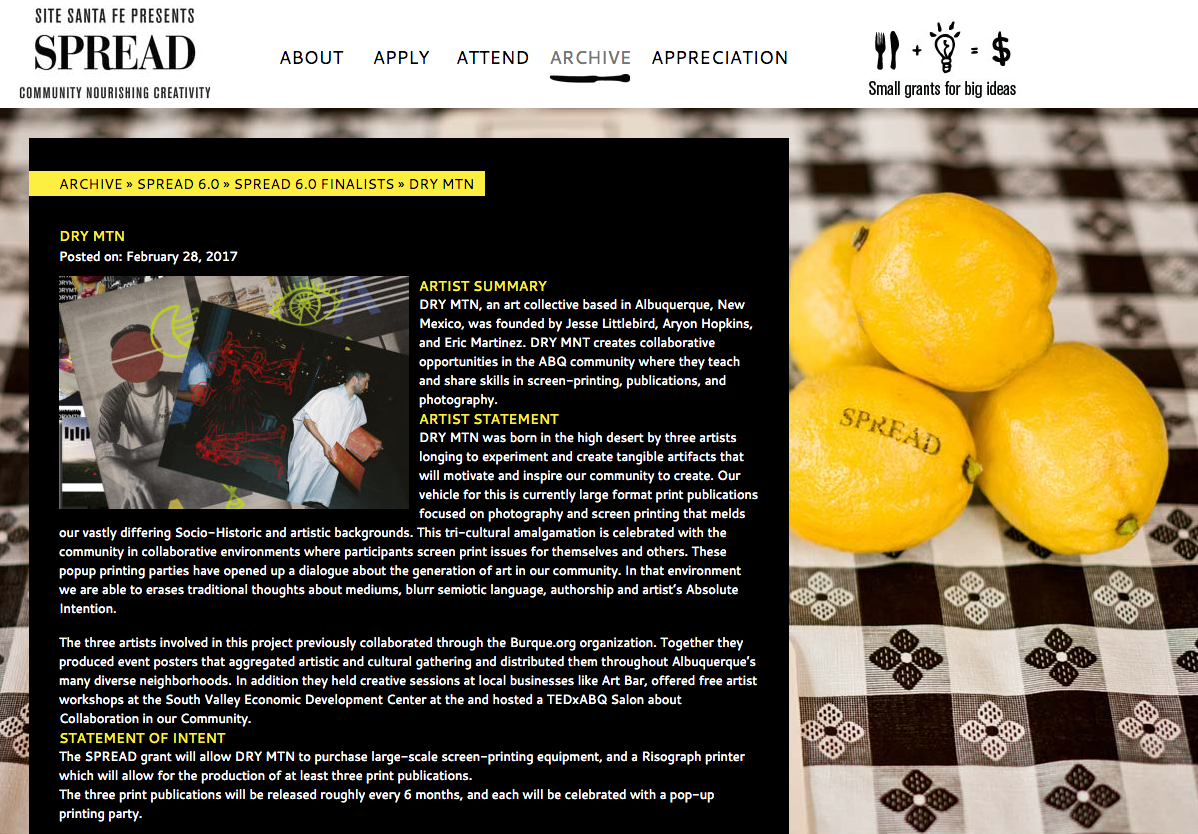 SITE SANTA FE PRESENTS
SPREAD
COMMUNITY NOURISHING CREATIVITY
ABOUT APPLY ATTEND ARCHIVE APPRECIATION
+ = $
Small grants for big ideas
ARCHIVE » SPREAD 6.0 » SPREAD 6.0 FINALISTS » DRY MTN
DRY MTN
Posted on: February 28, 2017
ARTIST SUMMARY
DRY MTN, an art collective based in Albuquerque, New
Mexico, was founded by Jesse Littlebird, Aryon Hopkins,
and Eric Martinez. DRY MNT creates collaborative
opportunities in the ABQ community where they teach
and share skills in screen-printing, publications, and
photography.
ARTIST STATEMENT
DRY MTN was born in the high desert by three artists
longing to experiment and create tangible artifacts that
will motivate and inspire our community to create. Our
vehicle for this is currently large format print publications
focused on photography and screen printing that melds
our vastly differing Socio-Historic and artistic backgrounds. This tri-cultural amalgamation is celebrated with the
community in collaborative environments where participants screen print issues for themselves and others. These
popup printing parties have opened up a dialogue about the generation of art in our community. In that environment
we are able to erases traditional thoughts about mediums, blurr semiotic language, authorship and artist's Absolute
Intention.
The three artists involved in this project previously collaborated through the Burque.org organization. Together they
produced event posters that aggregated artistic and cultural gathering and distributed them throughout Albuquerque's
many diverse neighborhoods. In addition they held creative sessions at local businesses like Art Bar, offered free artist
workshops at the South Valley Economic Development Center at the and hosted a TEDxABQ Salon about
Collaboration in our Community.
STATEMENT OF INTENT
The SPREAD grant will allow DRY MTN to purchase large-scale screen-printing equipment, and a Risograph printer
which will allow for the production of at least three print publications.
The three print publications will be released roughly every 6 months, and each will be celebrated with a pop-up
printing party.
SPREAD